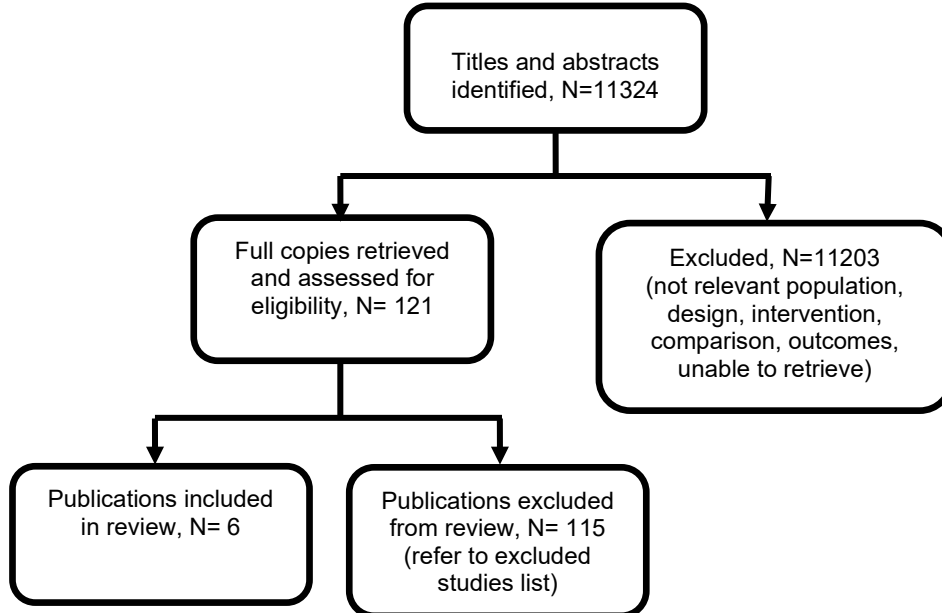 Titles and abstracts
identified, N=11324
Full copies retrieved
and assessed for
eligibility, N= 121
Excluded, N=11203
(not relevant population,
design, intervention,
comparison, outcomes,
unable to retrieve)
Publications included
in review, N= 6
Publications excluded
from review, N= 115
(refer to excluded
studies list)